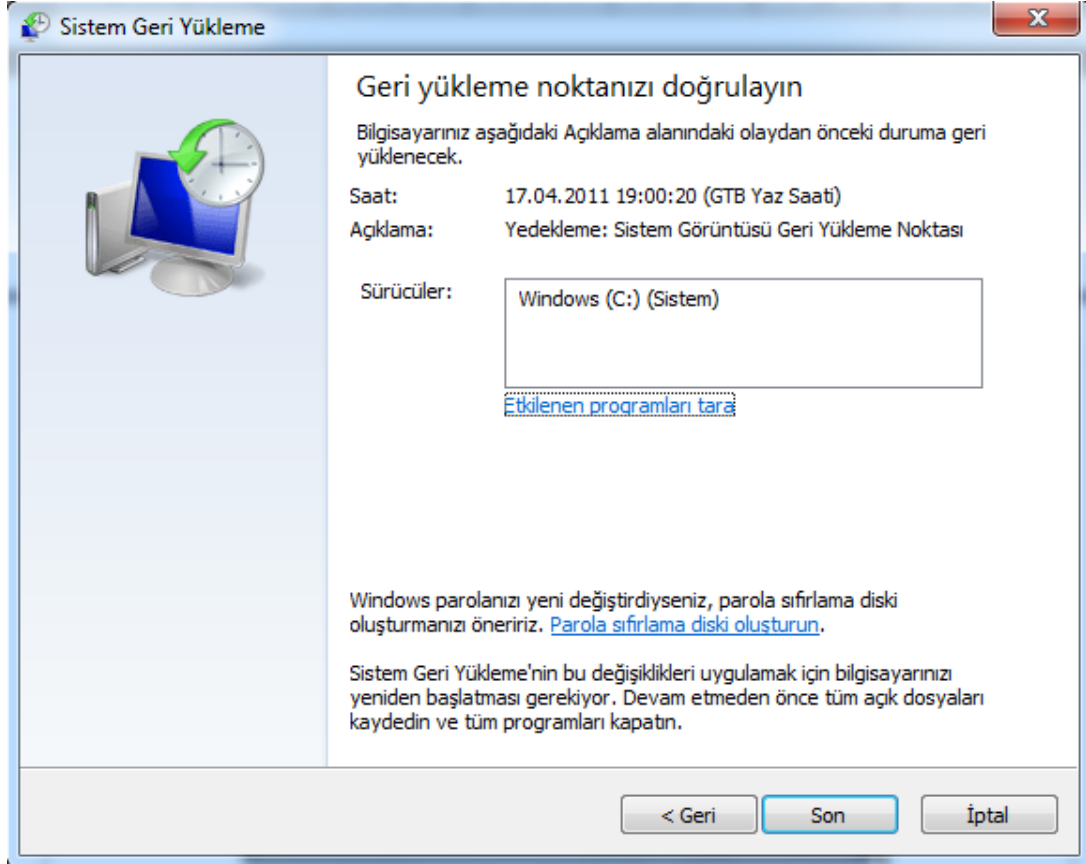 Sistem Geri Yükleme
Geri yükleme noktanızı doğrulayın
Bilgisayarınız aşağıdaki Açıklama alanındaki olaydan önceki duruma geri
yüklenecek.
Saat: 17.04.2011 19:00:20 (GTB Yaz Saati)
Açıklama: Yedekleme: Sistem Görüntüsü Geri Yükleme Noktası
Sürücüler: Windows (C:) (Sistem)
Etkilenen programları tara
Windows parolanızı yeni değiştirdiyseniz, parola sıfırlama diski
oluşturmanızı öneririz. Parola sıfırlama diski oluşturun.
Sistem Geri Yükleme'nin bu değişiklikleri uygulamak için bilgisayarınızı
yeniden başlatması gerekiyor. Devam etmeden önce tüm açık dosyaları
kaydedin ve tüm programları kapatın.
< Geri Son İptal